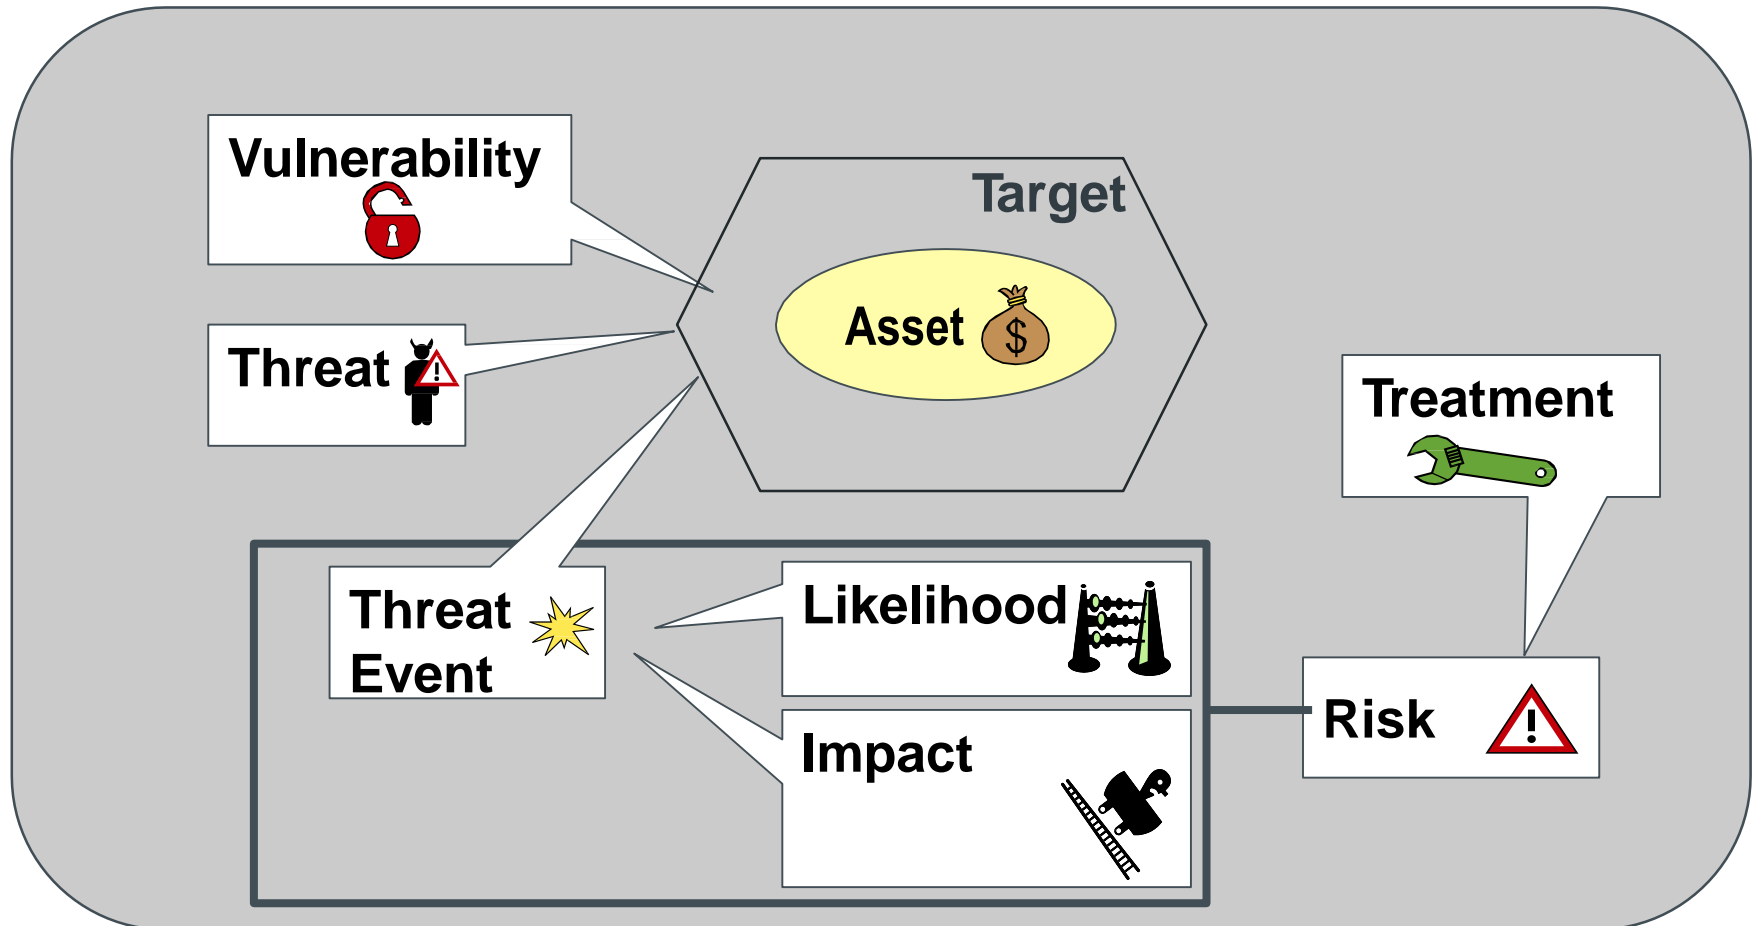 Vulnerability
Target
Asset $
Threat !
Treatment
Threat
Event
Likelihood
Impact
Risk !